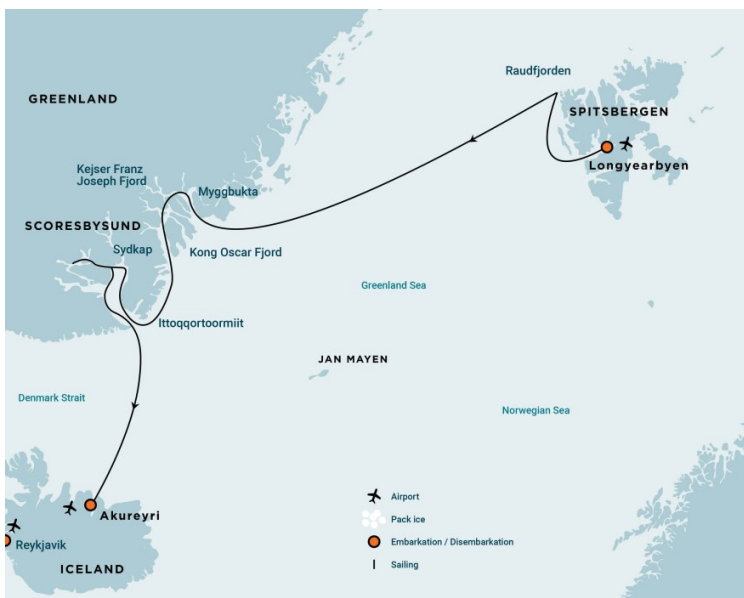 Raudfjorden
GREENLAND
SPITSBERGEN
Longyearbyen
Kejser Franz
Joseph Fjord
Myggbukta
SCORESBYSUND
Sydkap
Kong Oscar Fjord
Greenland Sea
Ittoqqortoormiit
JAN MAYEN
Denmark Strait
Norwegian Sea
Airport
Akureyri
Pack ice
Reykjavik
Embarkation / Disembarkation
ICELAND
Sailing